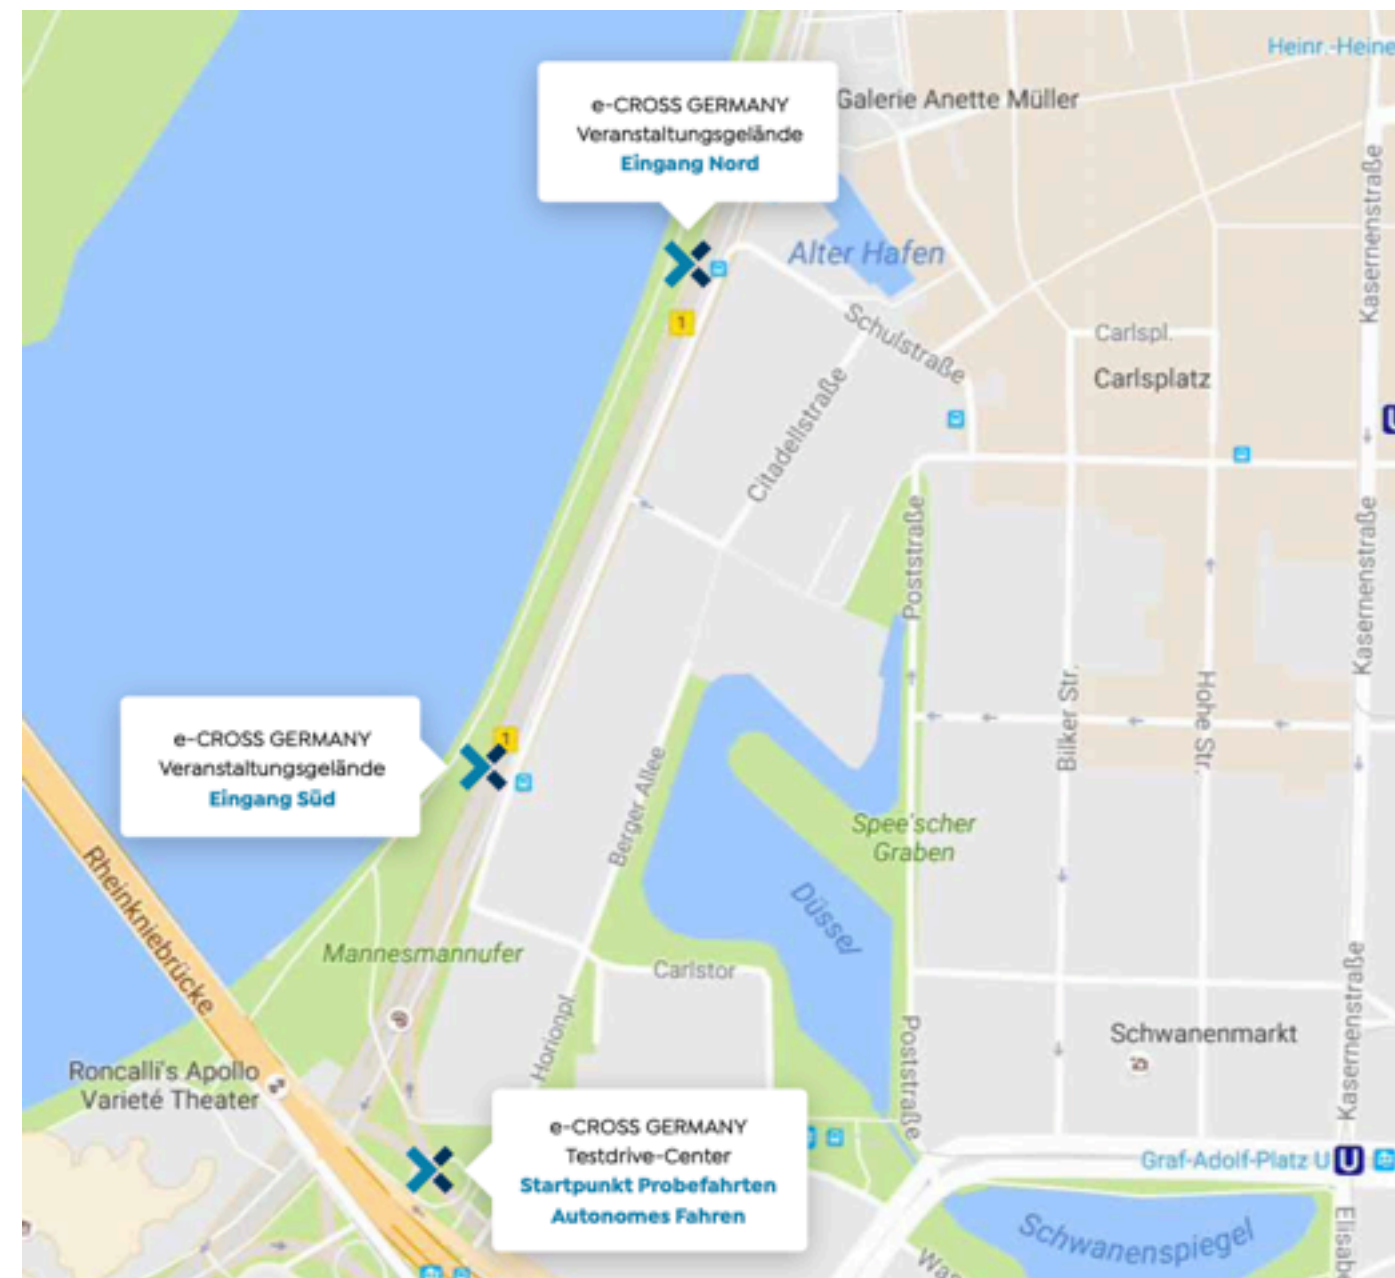 Heinr.-Heine
e-CROSS GERMANY
Veranstaltungsgelände
Eingang Nord
Galerie Anette Müller
Kasernenstraße
Alter Hafen
1
Schulstraße
Carlspl.
Carlsplatz
Citadellstraße
Poststraße
Kasernenstraße
Bilker Str.
Hohe Str.
e-CROSS GERMANY
Veranstaltungsgelände
Eingang Süd
1
Berger Allee
Spee'scher
Graben
Düssel
Rheinkniebrücke
Mannesmannufer
Carlstor
Horionpl.
Poststraße
Schwanenmarkt
Kasernenstraße
Roncalli's Apollo
Varieté Theater
e-CROSS GERMANY
Testdrive-Center
Startpunkt Probefahrten
Autonomes Fahren
Graf-Adolf-Platz U
U
Schwanenspiegel